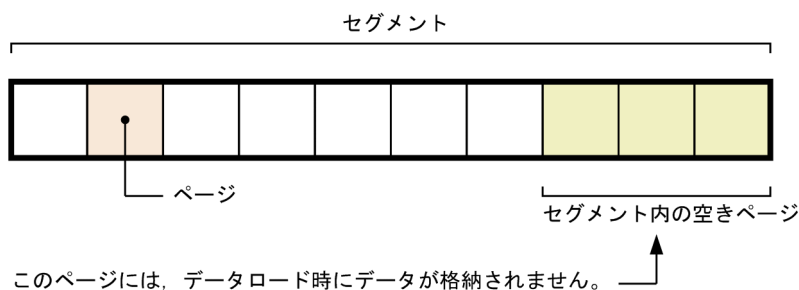 セグメント
ページ
セグメント内の空きページ
このページには，データロード時にデータが格納されません。